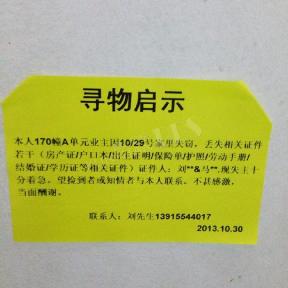 寻物启示
本人170幢A单元业主因10/29号家里失窃，丢失相关证件
若干（房产证/户口本/出生证明/保险单/护照/劳动手册/
结婚证/学历证等相关证件）证件人：刘**&马**.现失主十
分着急。望捡到者或知情者与本人联系。不甚感激，
当面酬谢。
联系人：刘先生13915544017
2013.10.30